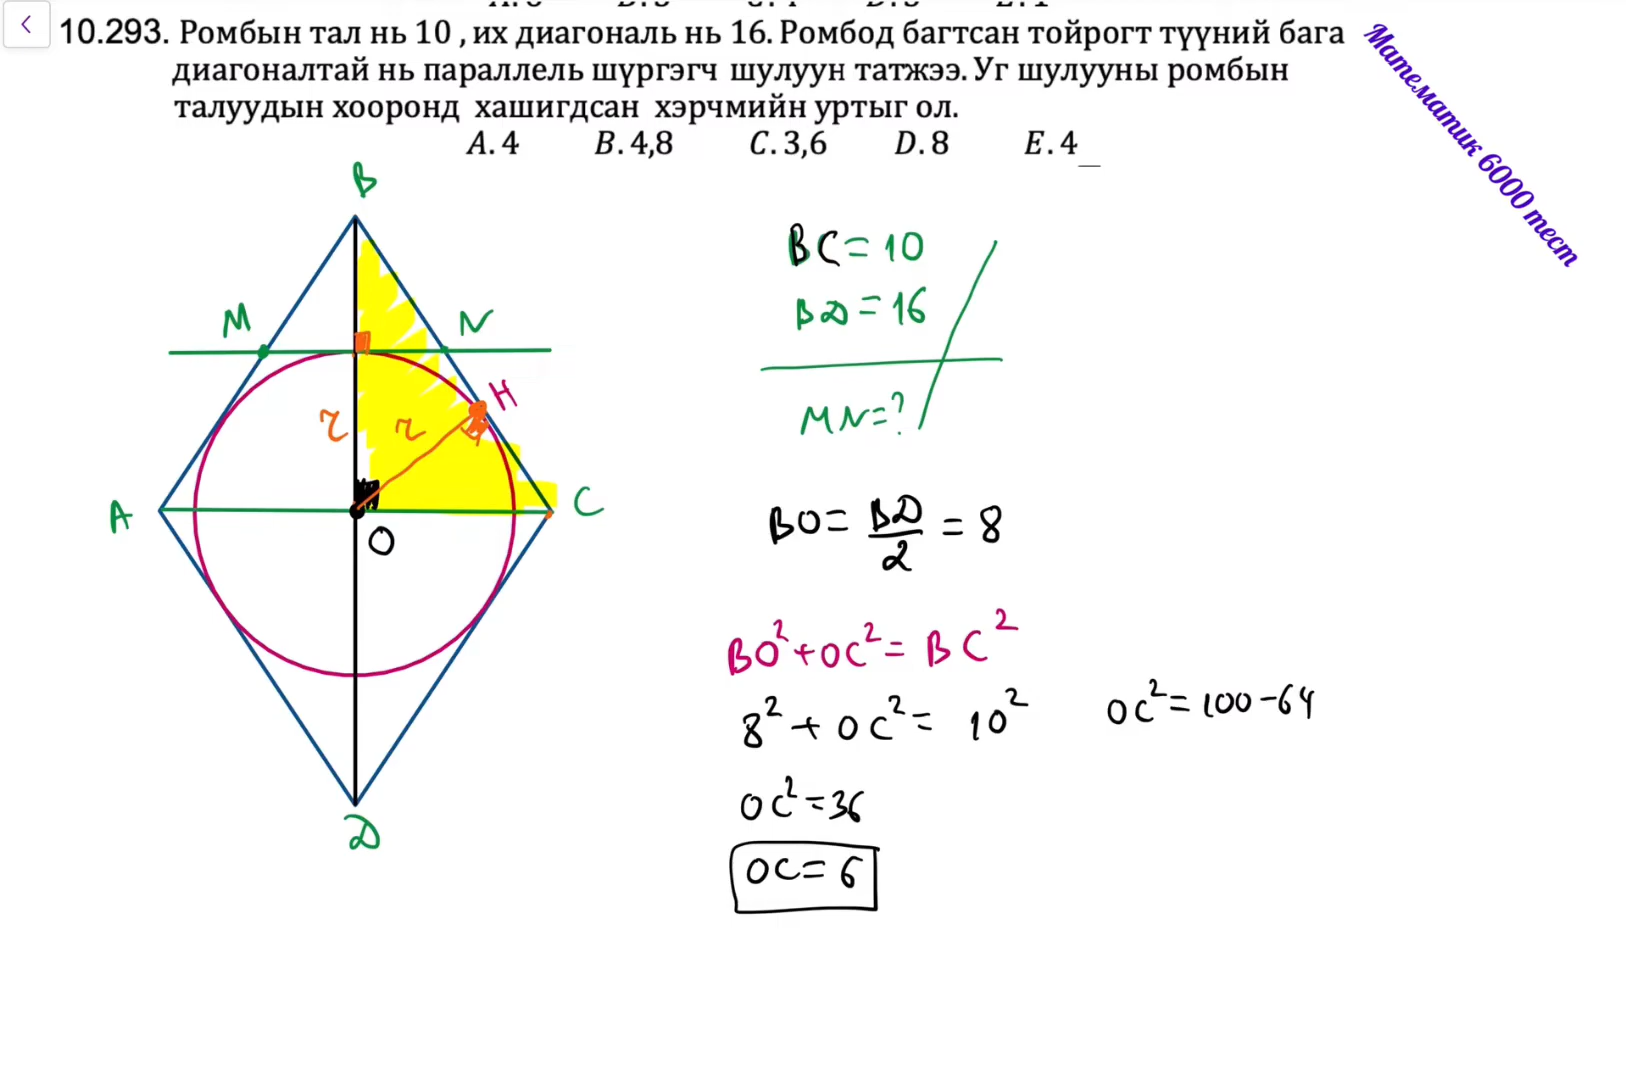 10.293. Ромбын тал нь 10 , их диагональ нь 16. Ромбод багтсан тойрогт түүний бага
диагоналтай нь параллель шүргэгч шулуун татжээ. Уг шулууны ромбын
талуудын хооронд хашигдсан хэрчмийн уртыг ол.
A. 4 B. 4,8 C. 3,6 D. 8 E. 4_
Математик 6000 тест
B
M
N
H
r
r
A
C
O
D
BC = 10
BD = 16
MN = ?
BO = BD/2 = 8
BO² + OC² = BC²
8² + OC² = 10²
OC² = 100 - 64
OC² = 36
OC = 6